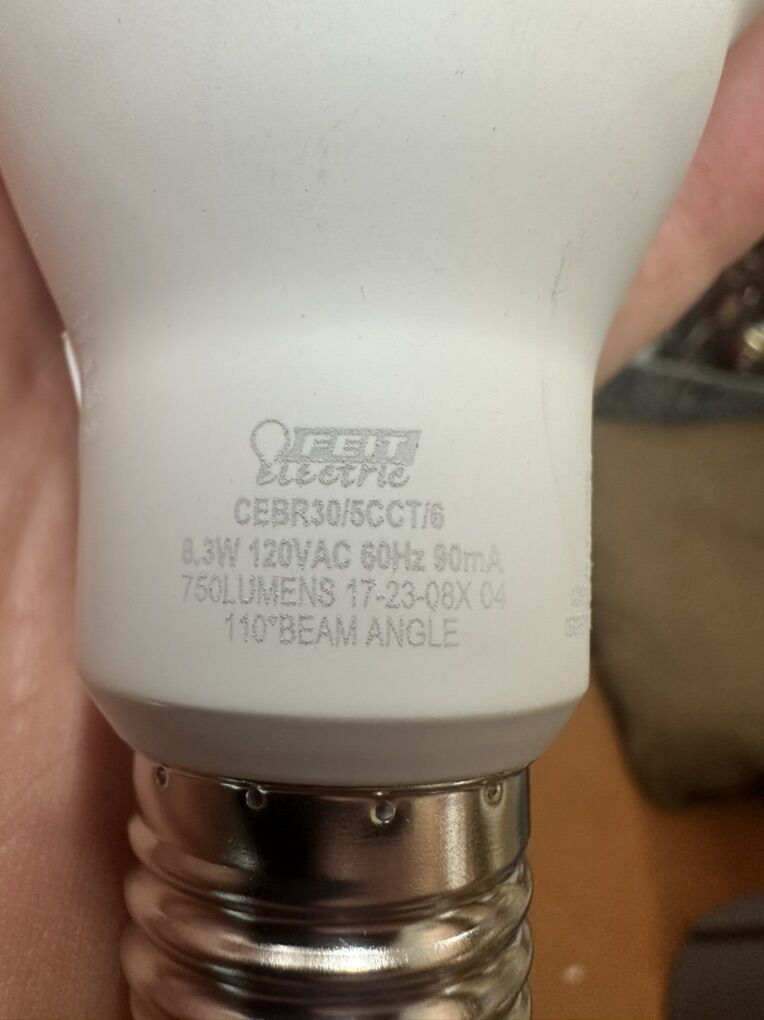 FEIT
electric
CEBR30/5CCT/6
8.3W 120VAC 60Hz 90mA
750LUMENS 17-23-08X 04
110°BEAM ANGLE